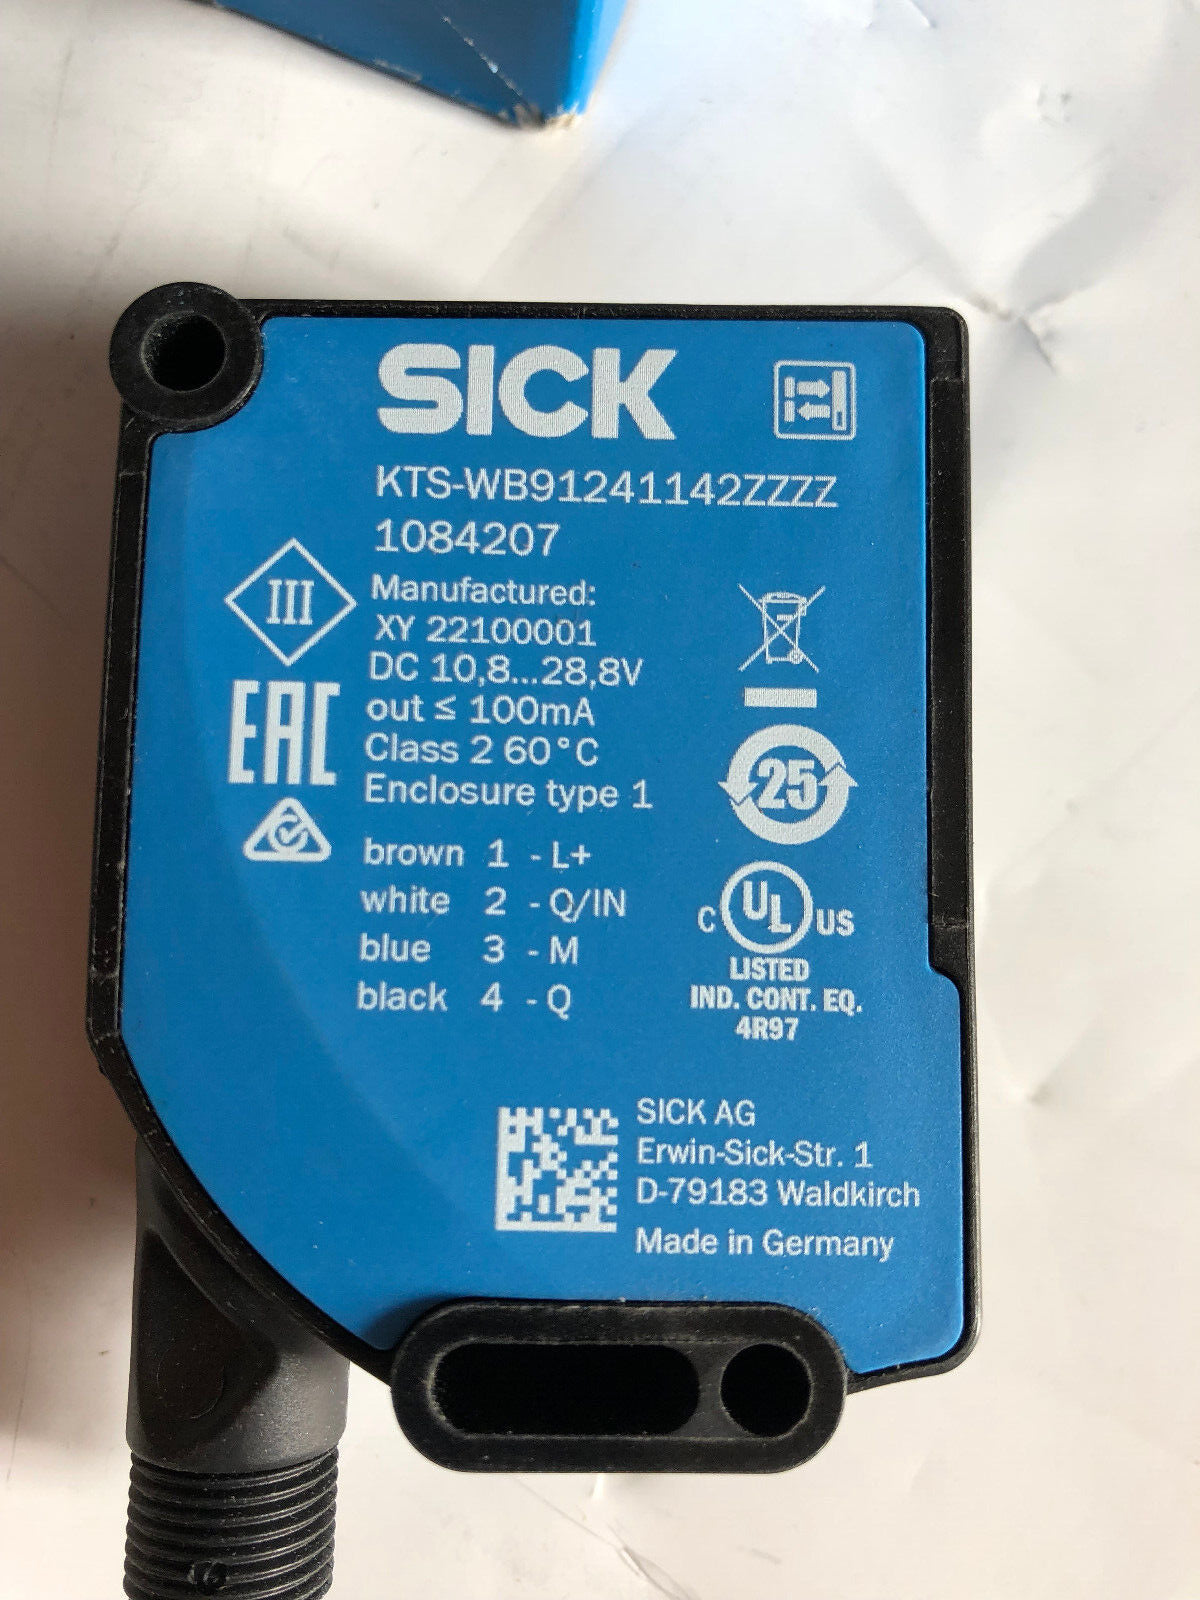 SICK
KTS-WB91241142ZZZZ
1084207
III
Manufactured:
XY 22100001
DC 10,8...28,8V
out ≤ 100mA
Class 2 60°C
Enclosure type 1
EAC
25
brown 1 - L+
white 2 - Q/IN
blue 3 - M
black 4 - Q
C UL US
LISTED
IND. CONT. EQ.
4R97
SICK AG
Erwin-Sick-Str. 1
D-79183 Waldkirch
Made in Germany